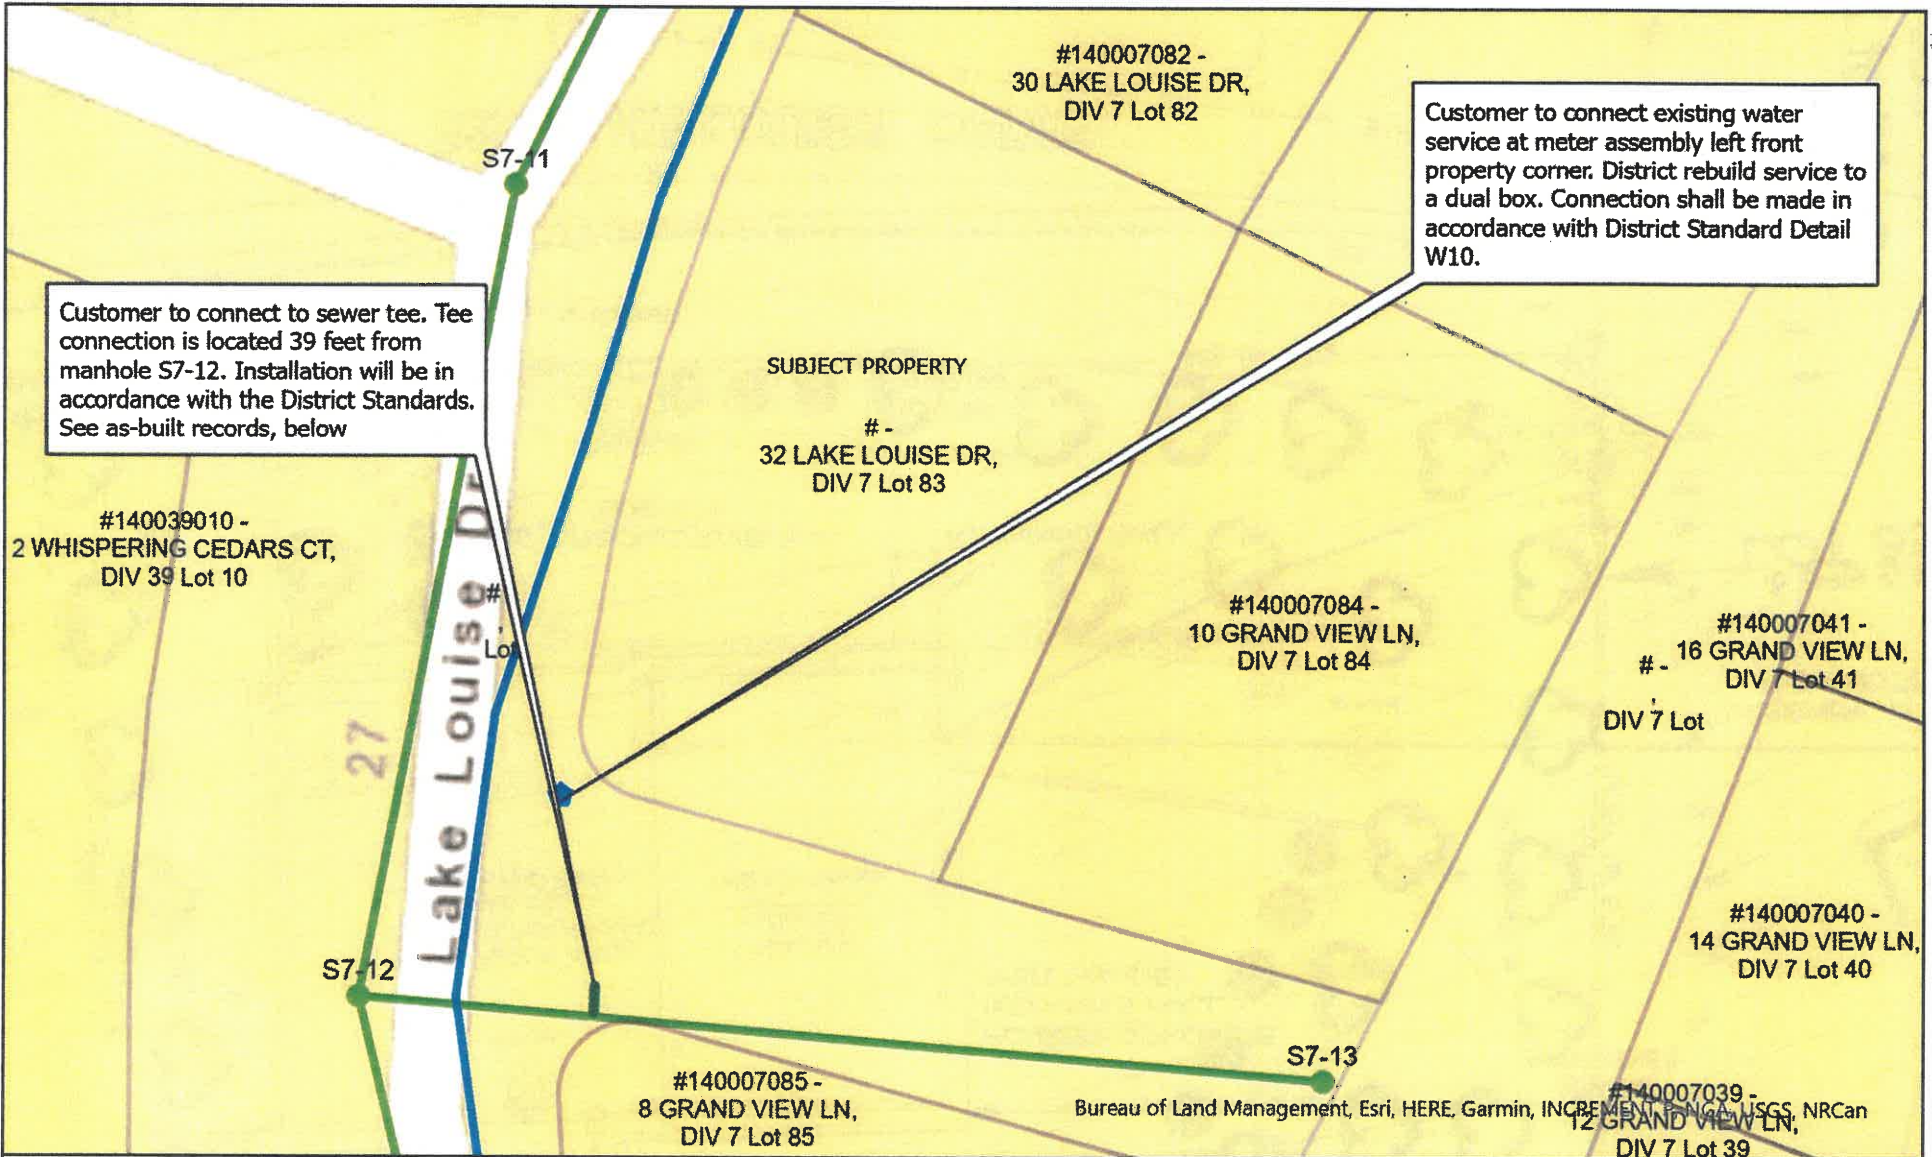 #140007082 -
30 LAKE LOUISE DR,
DIV 7 Lot 82
Customer to connect existing water
service at meter assembly left front
property corner. District rebuild service to
a dual box. Connection shall be made in
accordance with District Standard Detail
W10.
S7-11
Customer to connect to sewer tee. Tee
connection is located 39 feet from
manhole S7-12. Installation will be in
accordance with the District Standards.
See as-built records, below
SUBJECT PROPERTY
# -
32 LAKE LOUISE DR,
DIV 7 Lot 83
#140039010 -
2 WHISPERING CEDARS CT,
DIV 39 Lot 10
#
,
Lot
Lake Louise Dr
27
#140007084 -
10 GRAND VIEW LN,
DIV 7 Lot 84
#140007041 -
16 GRAND VIEW LN,
DIV 7 Lot 41
# -
,
DIV 7 Lot
#140007040 -
14 GRAND VIEW LN,
DIV 7 Lot 40
S7-12
S7-13
#140007085 -
8 GRAND VIEW LN,
DIV 7 Lot 85
#140007039 -
12 GRAND VIEW LN,
DIV 7 Lot 39
Bureau of Land Management, Esri, HERE, Garmin, INCREMENT P, NGA, USGS, NRCan